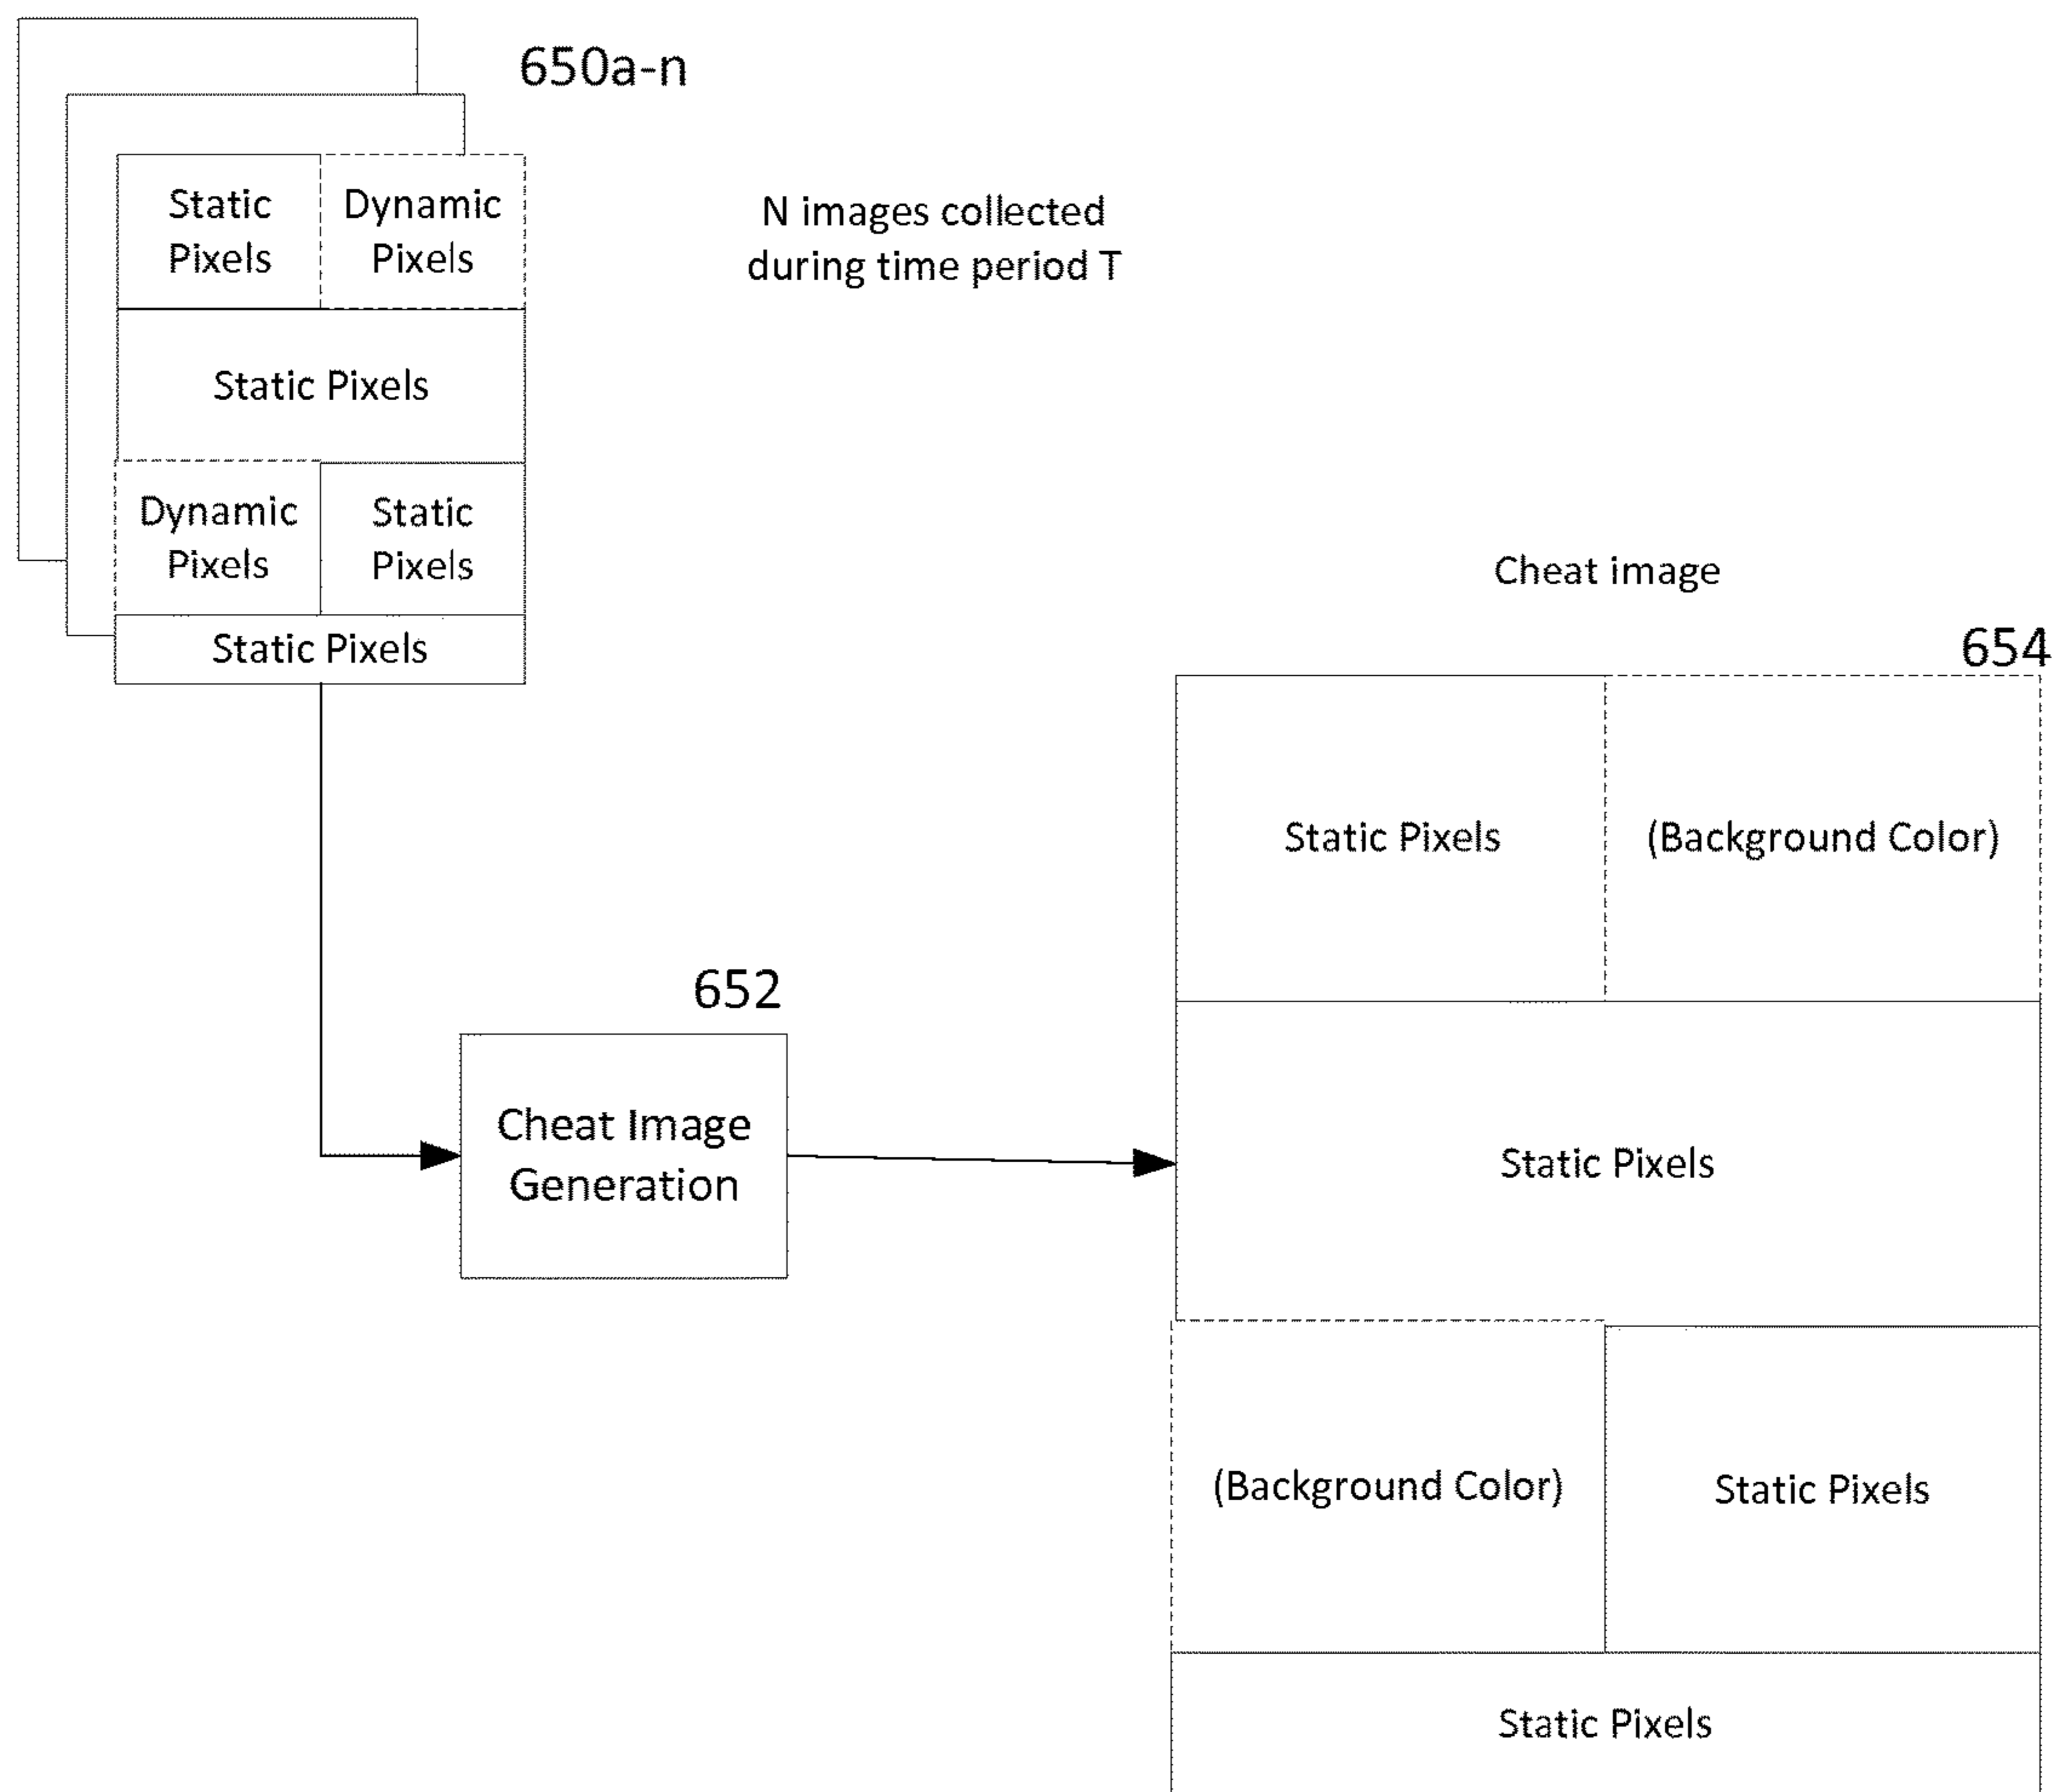 650a-n
Static
Pixels
Dynamic
Pixels
N images collected
during time period T
Static Pixels
Dynamic
Pixels
Static
Pixels
Static Pixels
Cheat image
654
Static Pixels
(Background Color)
652
Cheat Image
Generation
Static Pixels
(Background Color)
Static Pixels
Static Pixels